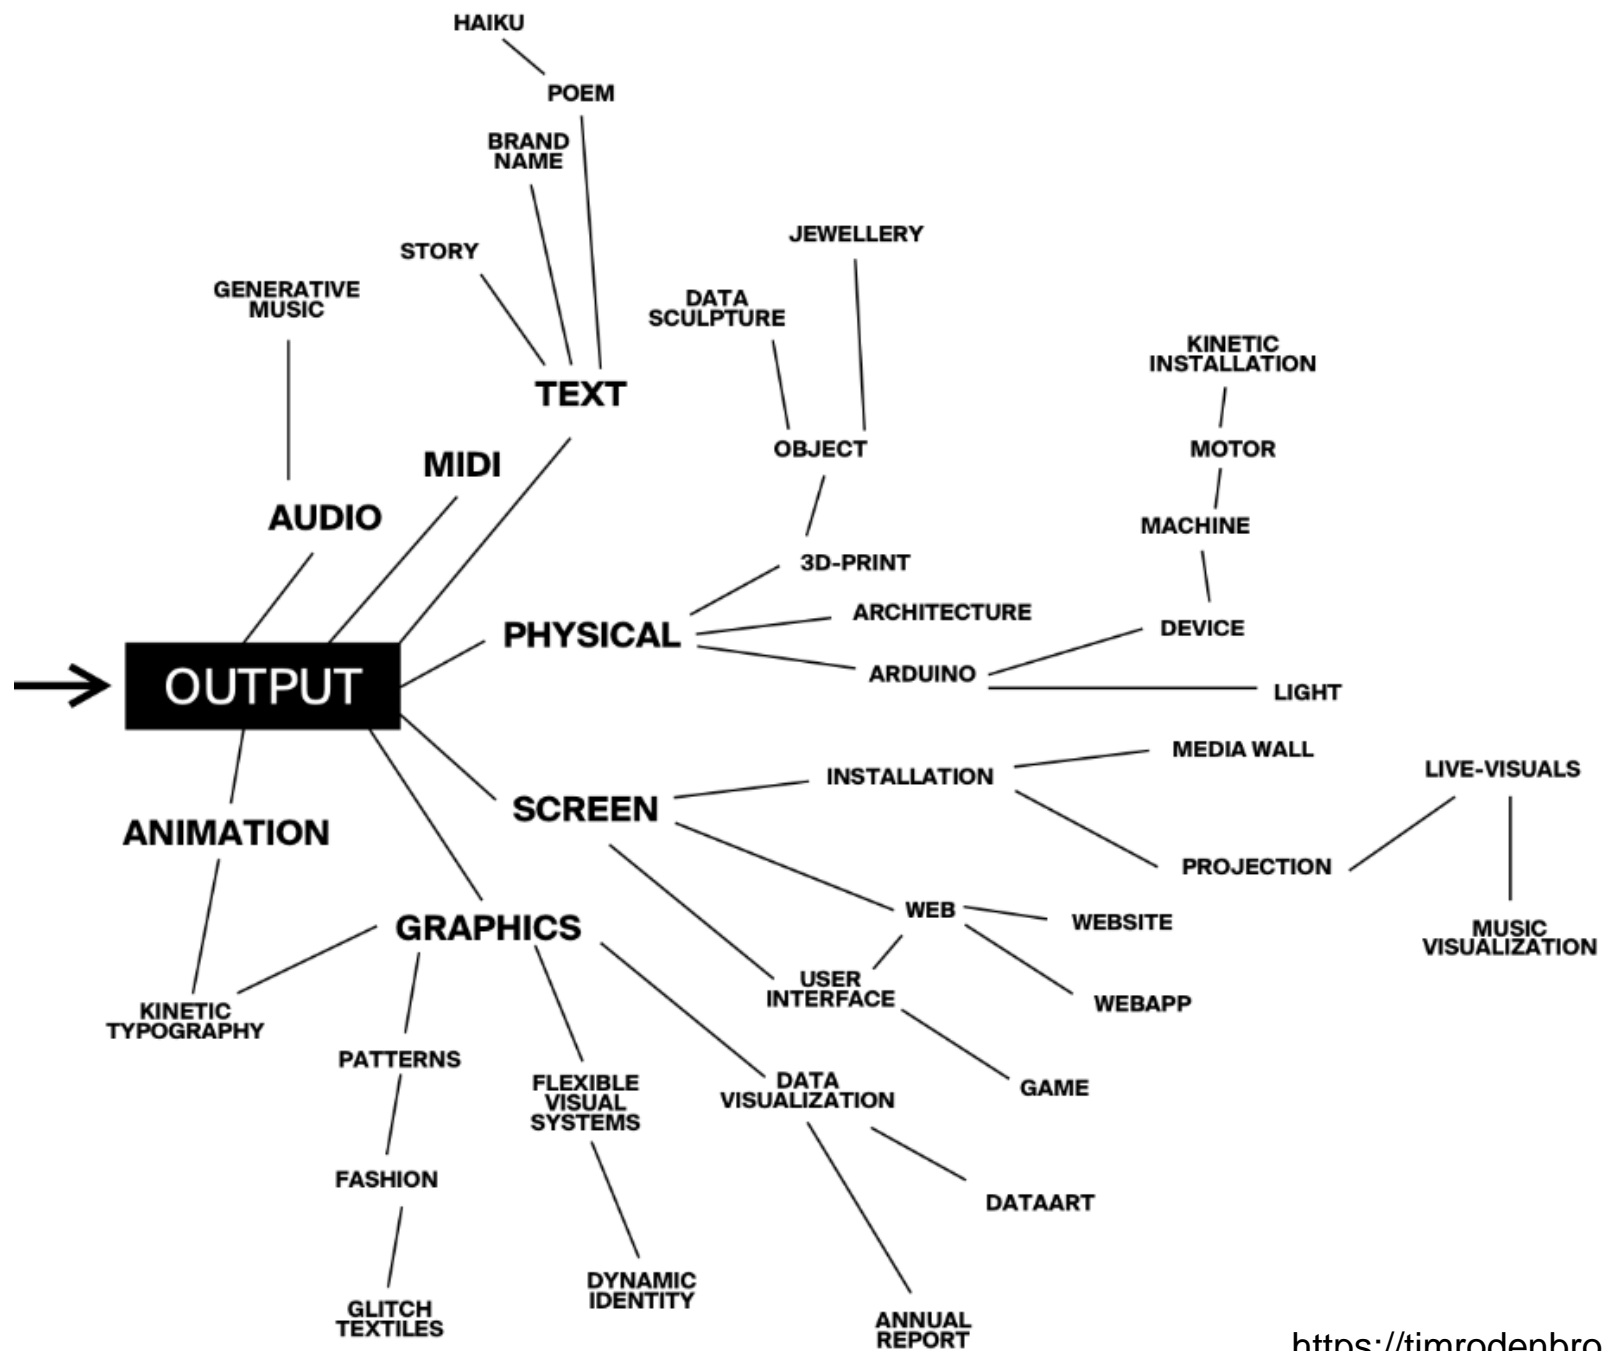 HAIKU
POEM
BRAND
NAME
STORY
GENERATIVE
MUSIC
TEXT
MIDI
AUDIO
JEWELLERY
DATA
SCULPTURE
OBJECT
3D-PRINT
KINETIC
INSTALLATION
MOTOR
MACHINE
DEVICE
PHYSICAL
ARCHITECTURE
ARDUINO
LIGHT
OUTPUT
SCREEN
INSTALLATION
MEDIA WALL
LIVE-VISUALS
PROJECTION
MUSIC
VISUALIZATION
WEB
WEBSITE
WEBAPP
USER
INTERFACE
GAME
ANIMATION
GRAPHICS
KINETIC
TYPOGRAPHY
PATTERNS
FASHION
GLITCH
TEXTILES
FLEXIBLE
VISUAL
SYSTEMS
DYNAMIC
IDENTITY
DATA
VISUALIZATION
DATAART
ANNUAL
REPORT
https://timrodenbro